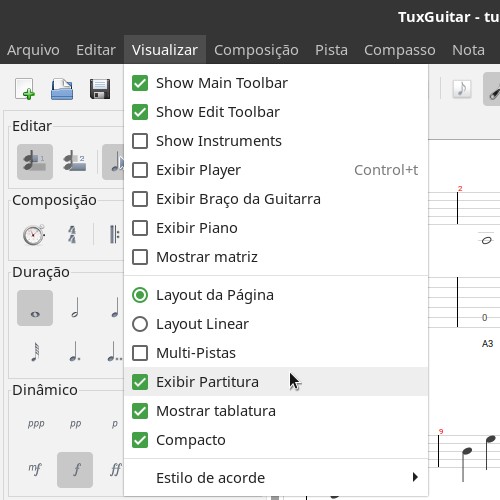 TuxGuitar - tu
Arquivo Editar Visualizar Composição Pista Compasso Nota
Show Main Toolbar
Show Edit Toolbar
Show Instruments
Exibir Player Control+t
Exibir Braço da Guitarra
Exibir Piano
Mostrar matriz
Layout da Página
Layout Linear
Multi-Pistas
Exibir Partitura
Mostrar tablatura
Compacto
Estilo de acorde
Editar
1 2
Composição
Duração
Dinâmico
ppp pp p
mf f ff
2
0
A3
9